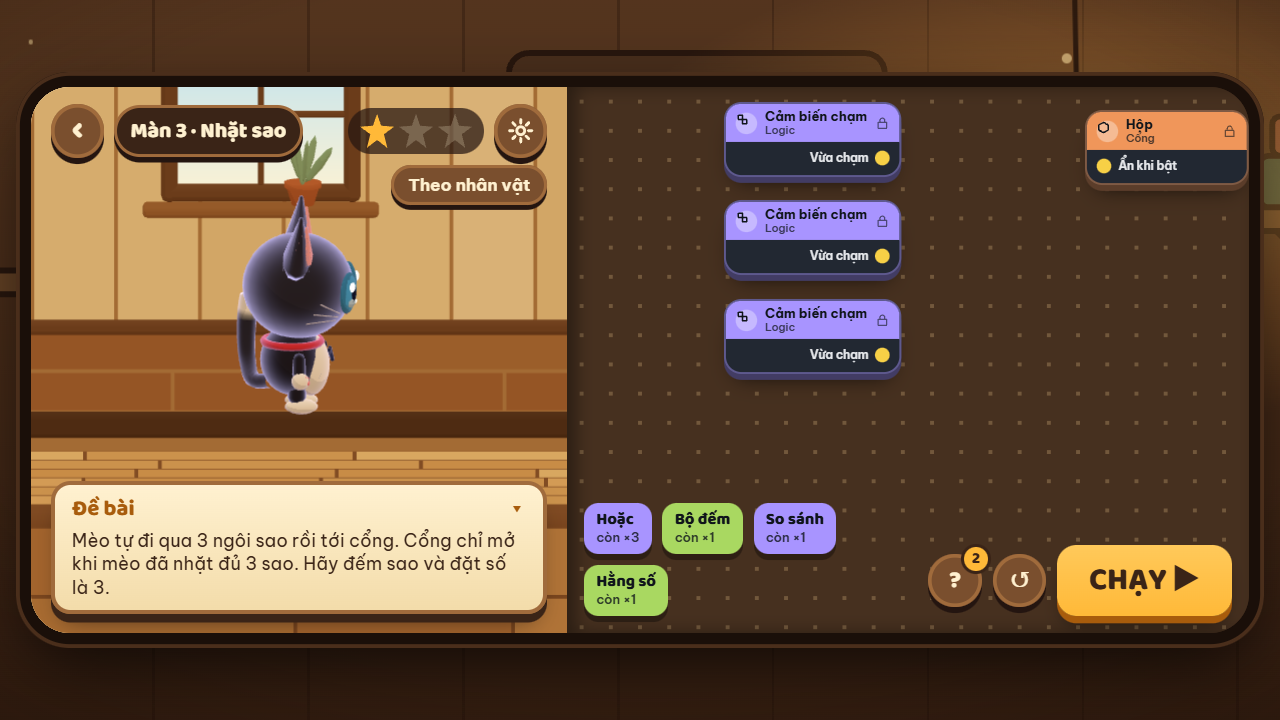 Màn 3 • Nhặt sao
Theo nhân vật
Đề bài
Mèo tự đi qua 3 ngôi sao rồi tới cổng. Cổng chỉ mở
khi mèo đã nhặt đủ 3 sao. Hãy đếm sao và đặt số
là 3.
Cảm biến chạm
Logic
Vừa chạm
Cảm biến chạm
Logic
Vừa chạm
Cảm biến chạm
Logic
Vừa chạm
Hộp
Cổng
Ẩn khi bật
Hoặc
còn ×3
Bộ đếm
còn ×1
So sánh
còn ×1
Hằng số
còn ×1
?
2
CHẠY